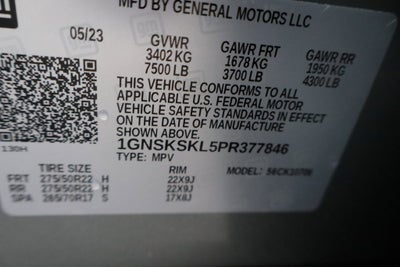 GM
MFD BY GENERAL MOTORS LLC
05/23
GVWR GAWR FRT GAWR RR
3402 KG 1678 KG 1950 KG
7500 LB 3700 LB 4300 LB
THIS VEHICLE CONFORMS TO ALL
APPLICABLE U.S. FEDERAL MOTOR
VEHICLE SAFETY STANDARDS IN EFFECT
ON THE DATE OF MANUFACTURE
SHOWN ABOVE.
1GNSKSKL5PR377846
130H
TYPE: MPV MODEL:
TIRE SIZE RIM
FRT 275/50R22 H 22X9J
RR 275/50R22 H 22X9J
SPA 265/70R17 S 17X8J